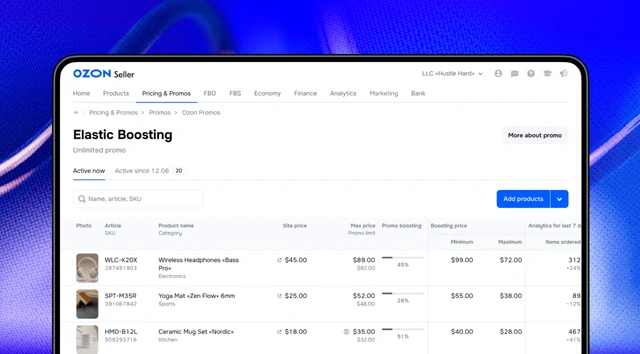 OZON Seller
LLC «Hustle Hard»
Home Products Pricing & Promos FBO FBS Economy Finance Analytics Marketing Bank
Pricing & Promos > Promos > Ozon Promos
Elastic Boosting
More about promo
Unlimited promo
Active now Active since 12.06 20
Name, article, SKU
Add products
Photo Article Product name Site price Max price Promo boosting Boosting price Analytics for last 7 d
SKU Category Promo limit
Minimum Maximum Items ordered
WLC-K20X Wireless Headphones «Bass $45.00 $89.00 $99.00 $72.00 312
287451903 Pro» $82.00 45% +24%
Electronics
SPT-M35R Yoga Mat «Zen Flow» 6mm $25.00 $52.00 $55.00 $38.00 89
391067842 Sports $48.00 26% −12%
HMD-B12L Ceramic Mug Set «Nordic» $18.00 $35.00 $40.00 $28.00 467
508293716 Kitchen $32.00 51% +41%